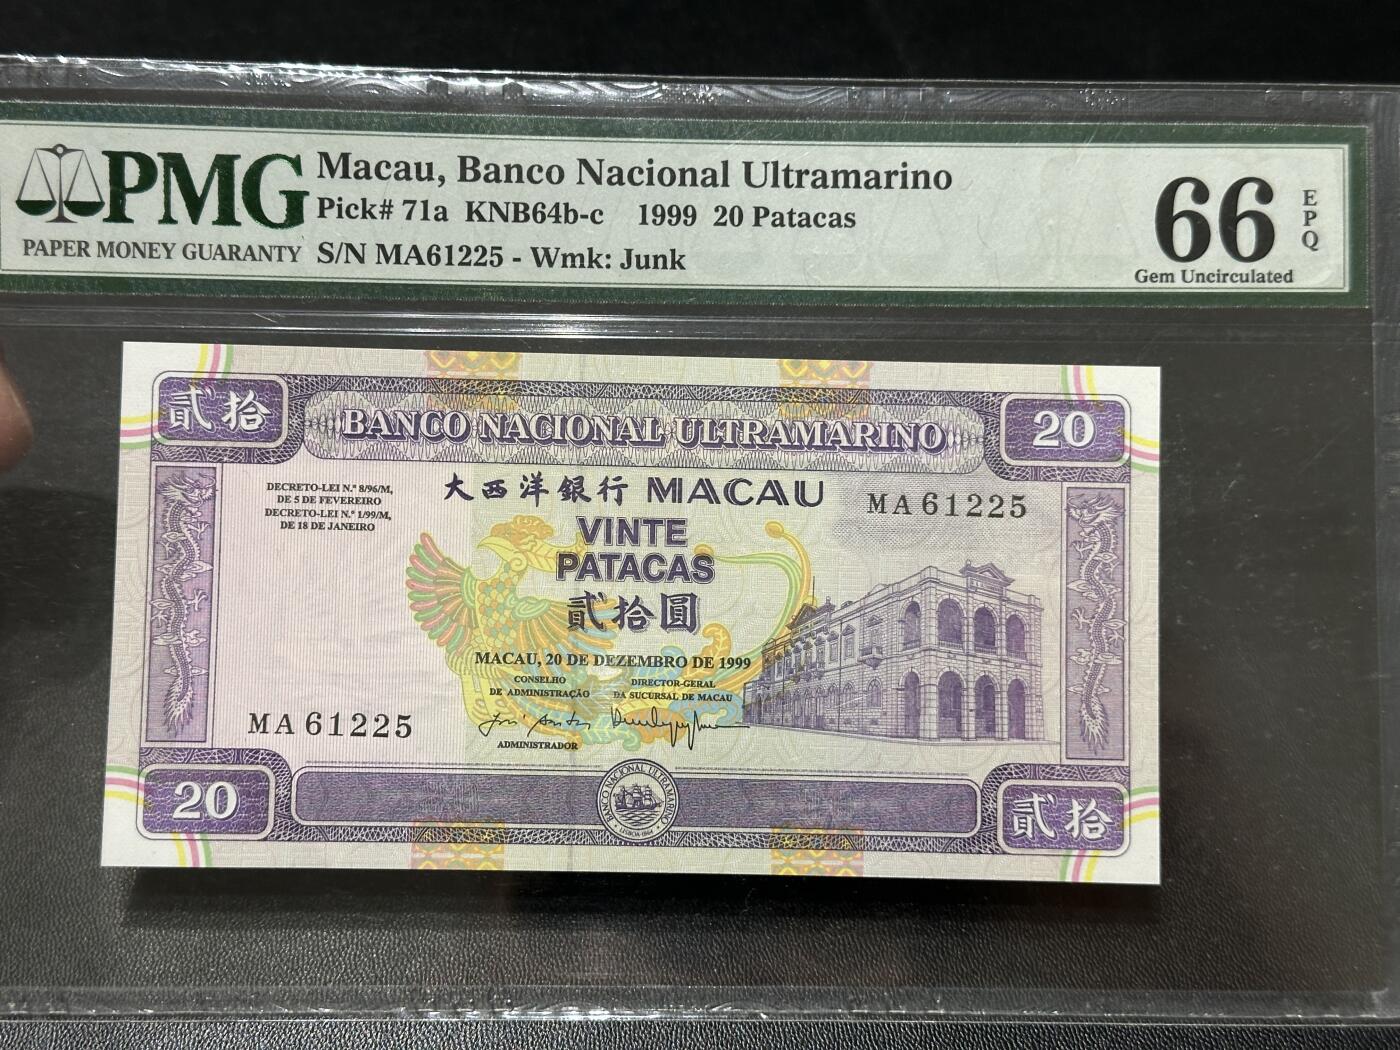 PMG
PAPER MONEY GUARANTY
Macau, Banco Nacional Ultramarino
Pick# 71a KNB64b-c 1999 20 Patacas
S/N MA61225 - Wmk: Junk
66
EPQ
Gem Uncirculated
貳拾
BANCO NACIONAL ULTRAMARINO
20
DECRETO-LEI N.º 8/96/M,
DE 5 DE FEVEREIRO
DECRETO-LEI N.º 1/99/M,
DE 18 DE JANEIRO
大西洋銀行 MACAU
MA61225
VINTE
PATACAS
貳拾圓
MACAU, 20 DE DEZEMBRO DE 1999
CONSELHO
DE ADMINISTRAÇÃO
DIRECTOR-GERAL
DA SUCURSAL DE MACAU
ADMINISTRADOR
MA61225
20
BANCO NACIONAL ULTRAMARINO
LISBOA-1864
貳拾